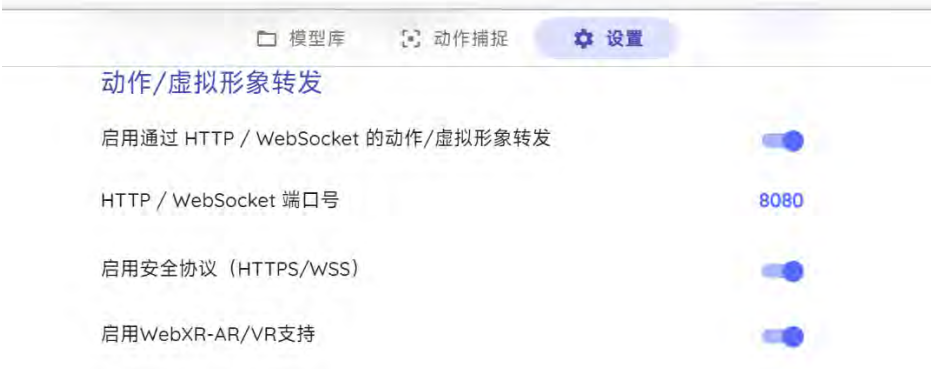 模型库 动作捕捉 设置
动作/虚拟形象转发
启用通过 HTTP / WebSocket 的动作/虚拟形象转发
HTTP / WebSocket 端口号 8080
启用安全协议（HTTPS/WSS）
启用WebXR-AR/VR支持